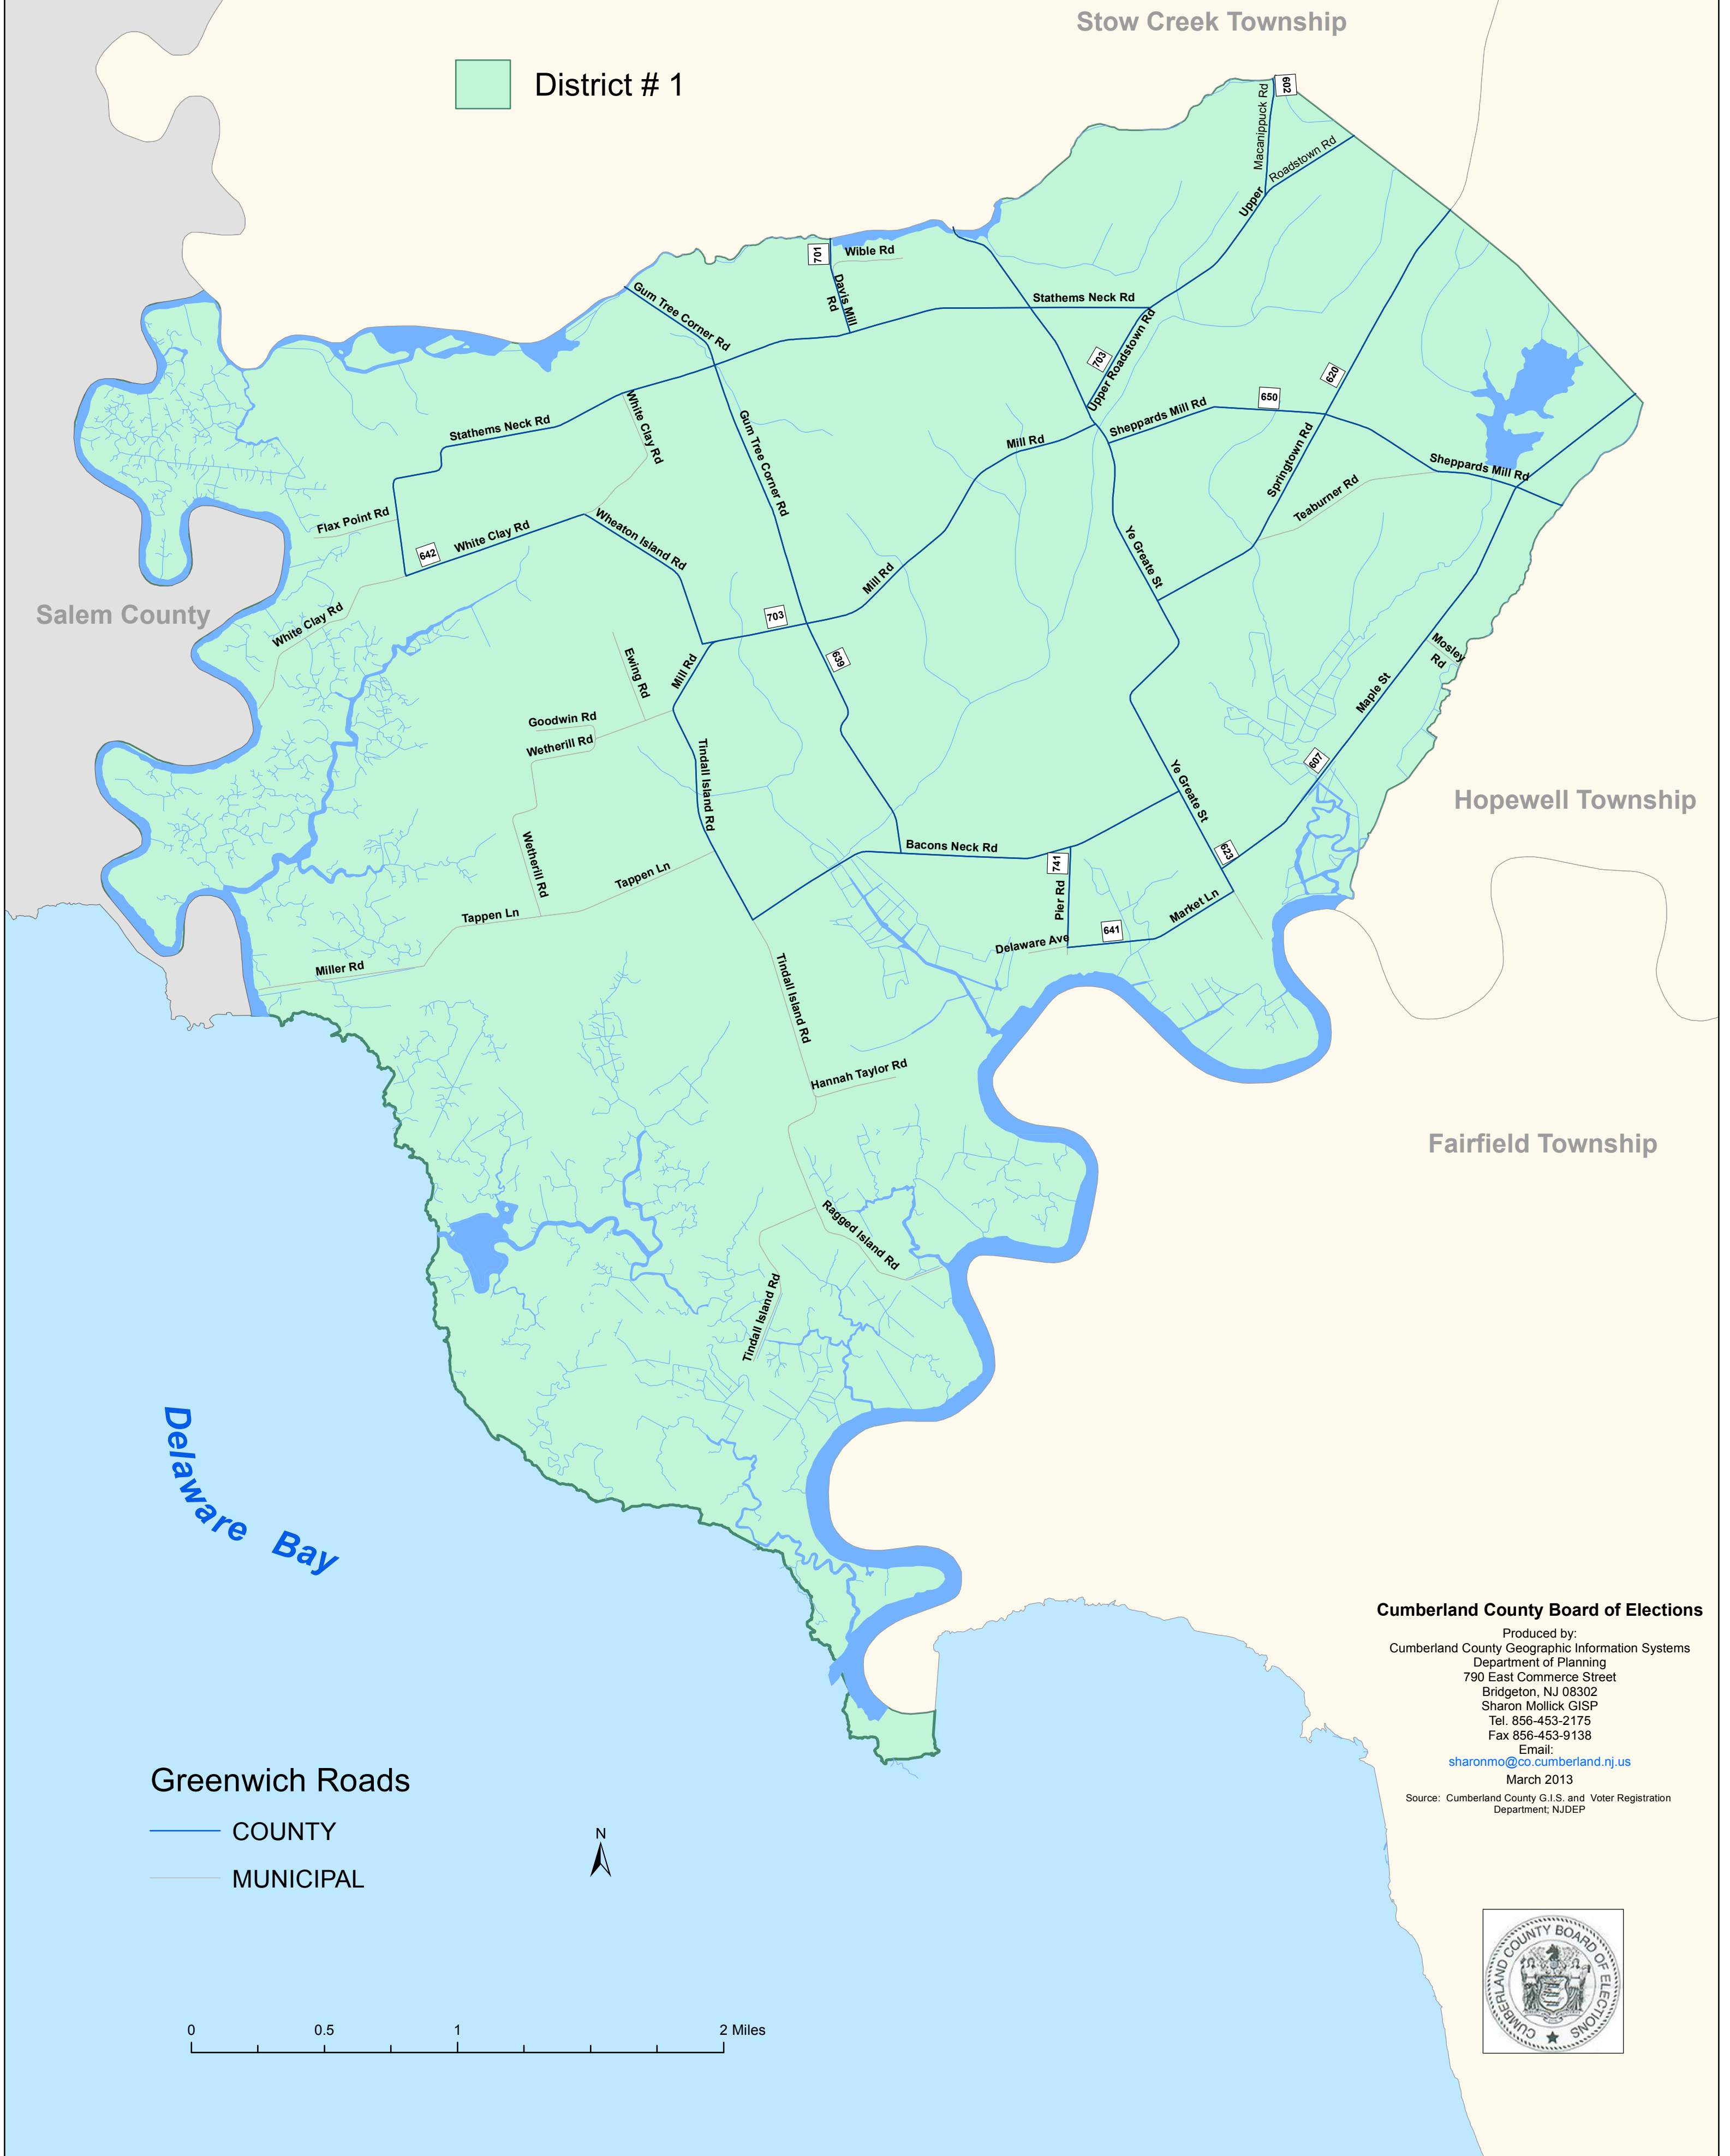 Stow Creek Township
District # 1
602
Macanippuck Rd
Roadstown Rd
Upper
701
Wible Rd
Davis Mill
Rd
Gum Tree Corner Rd
Stathems Neck Rd
703
Upper Roadstown Rd
620
650
Sheppards Mill Rd
Stathems Neck Rd
White Clay Rd
Gum Tree Corner Rd
Mill Rd
Springtown Rd
Sheppards Mill Rd
Teaburner Rd
Flax Point Rd
642
White Clay Rd
Wheaton Island Rd
Ye Greate St
Mill Rd
Salem County
White Clay Rd
703
639
Ewing Rd
Mill Rd
Mosley
Rd
Maple St
Goodwin Rd
Wetherill Rd
Tindall Island Rd
607
Ye Greate St
Hopewell Township
Wetherill Rd
Tappen Ln
Bacons Neck Rd
741
623
Pier Rd
Market Ln
Tappen Ln
641
Delaware Ave
Miller Rd
Tindall Island Rd
Hannah Taylor Rd
Fairfield Township
Ragged Island Rd
Tindall Island Rd
Delaware Bay
Cumberland County Board of Elections
Produced by:
Cumberland County Geographic Information Systems
Department of Planning
790 East Commerce Street
Bridgeton, NJ 08302
Sharon Mollick GISP
Tel. 856-453-2175
Fax 856-453-9138
Email:
sharonmo@co.cumberland.nj.us
March 2013
Source: Cumberland County G.I.S. and Voter Registration
Department; NJDEP
Greenwich Roads
COUNTY
MUNICIPAL
N
0 0.5 1 2 Miles
CUMBERLAND COUNTY BOARD OF ELECTIONS